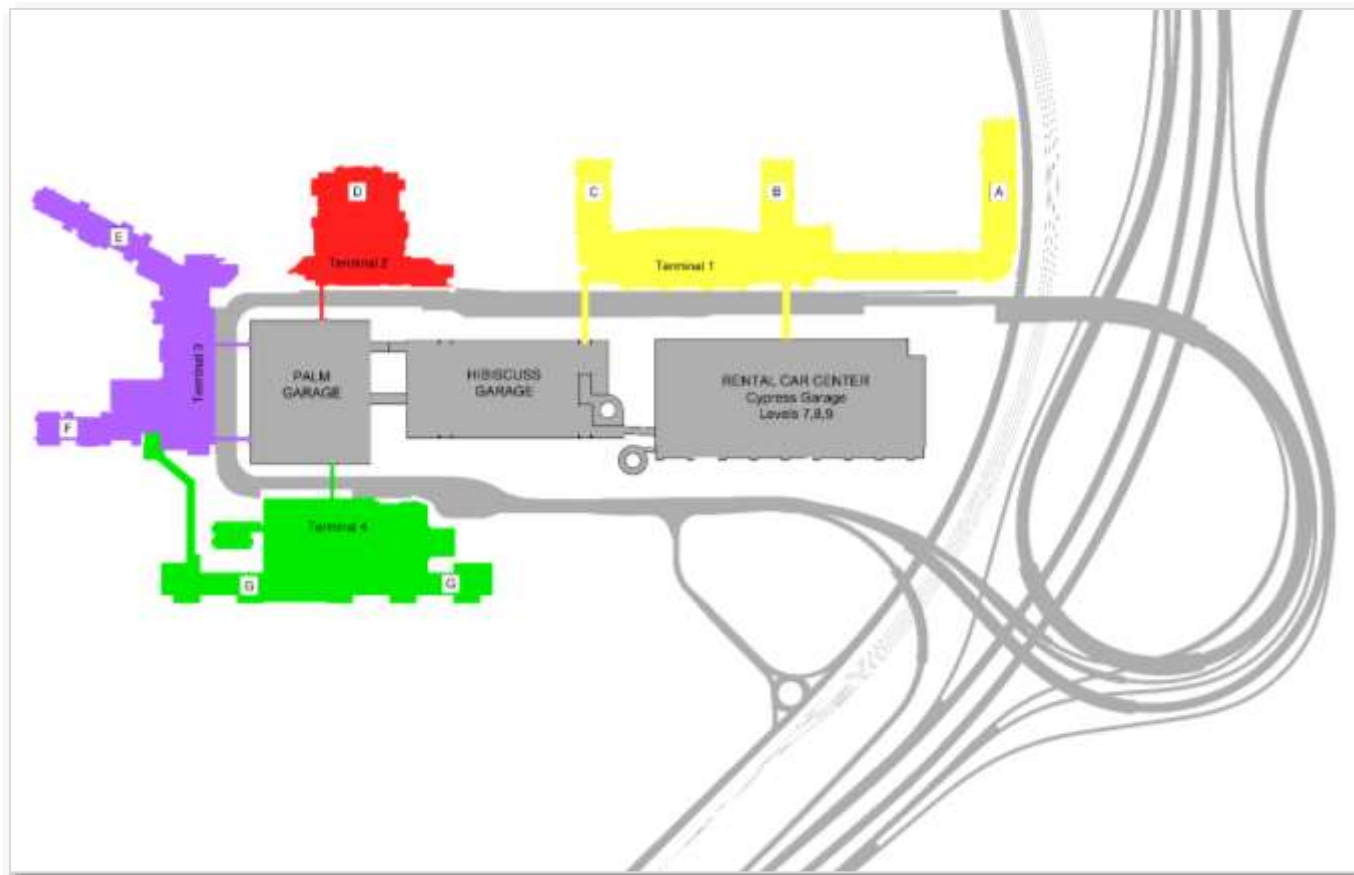 D
C
B
A
E
Terminal 2
Terminal 1
Terminal 3
PALM
GARAGE
HIBISCUSS
GARAGE
RENTAL CAR CENTER
Cypress Garage
Levels 7,8,9
F
Terminal 4
G
G